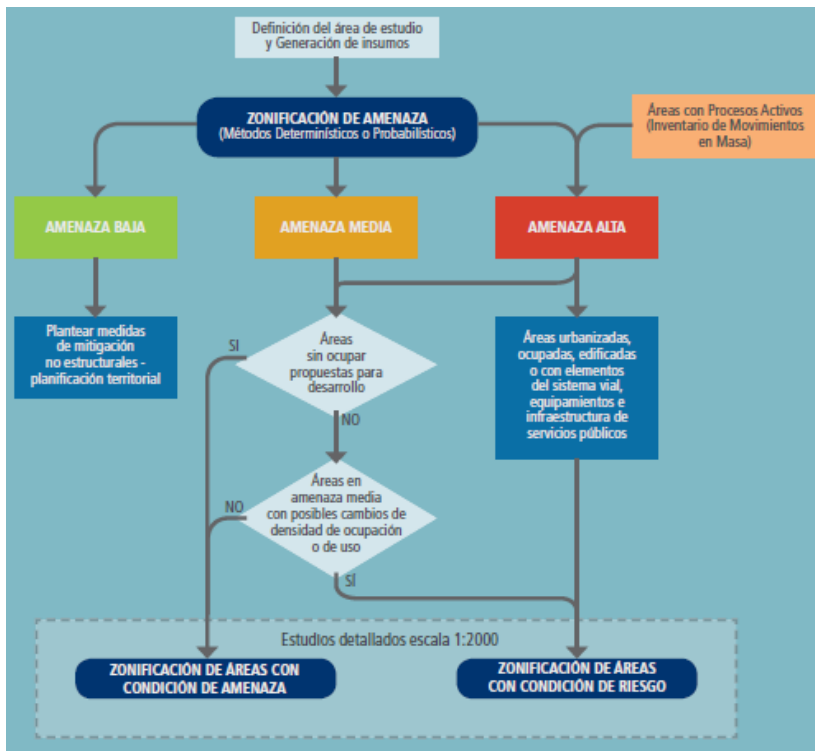 Definición del área de estudio
y Generación de insumos
ZONIFICACIÓN DE AMENAZA
(Métodos Determinísticos o Probabilísticos)
Áreas con Procesos Activos
(Inventario de Movimientos
en Masa)
AMENAZA BAJA
AMENAZA MEDIA
AMENAZA ALTA
Plantear medidas
de mitigación
no estructurales -
planificación territorial
SI
Áreas
sin ocupar
propuestas para
desarrollo
Áreas urbanizadas,
ocupadas, edificadas
o con elementos
del sistema vial,
equipamientos e
infraestructura de
servicios públicos
NO
NO
Áreas en
amenaza media
con posibles cambios de
densidad de ocupación
o de uso
SÍ
Estudios detallados escala 1:2000
ZONIFICACIÓN DE ÁREAS CON
CONDICIÓN DE AMENAZA
ZONIFICACIÓN DE ÁREAS
CON CONDICIÓN DE RIESGO